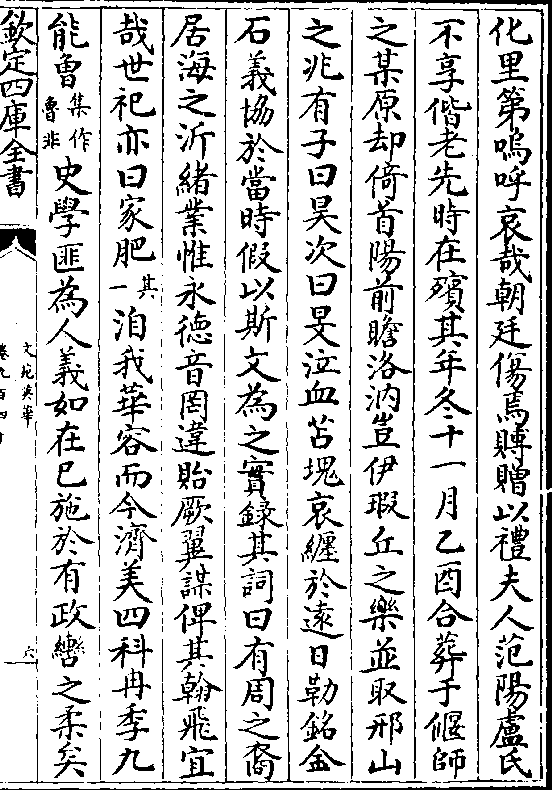 化里第嗚呼哀哉朝廷傷焉賻贈以禮夫人范陽盧氏
不享偕老先時在殯其年冬十一月乙酉合葬于偃師
之某原却倚首陽前瞻洛汭豈伊瑕丘之樂並取邢山
之兆有子曰昊次曰旻泣血苫塊哀纏於遠日勒銘金
石義協於當時假以斯文為之實錄其詞曰有周之裔
居海之沂緒業惟永德音罔違貽厥翼謀俾其翰飛宜
哉世祀亦曰家肥其一洎我華容而今濟美四科冉季九
能魯集作魯非史學匪為人義如在已施於有政轡之柔矣
欽定四庫全書
文苑英華
卷九百四十
六